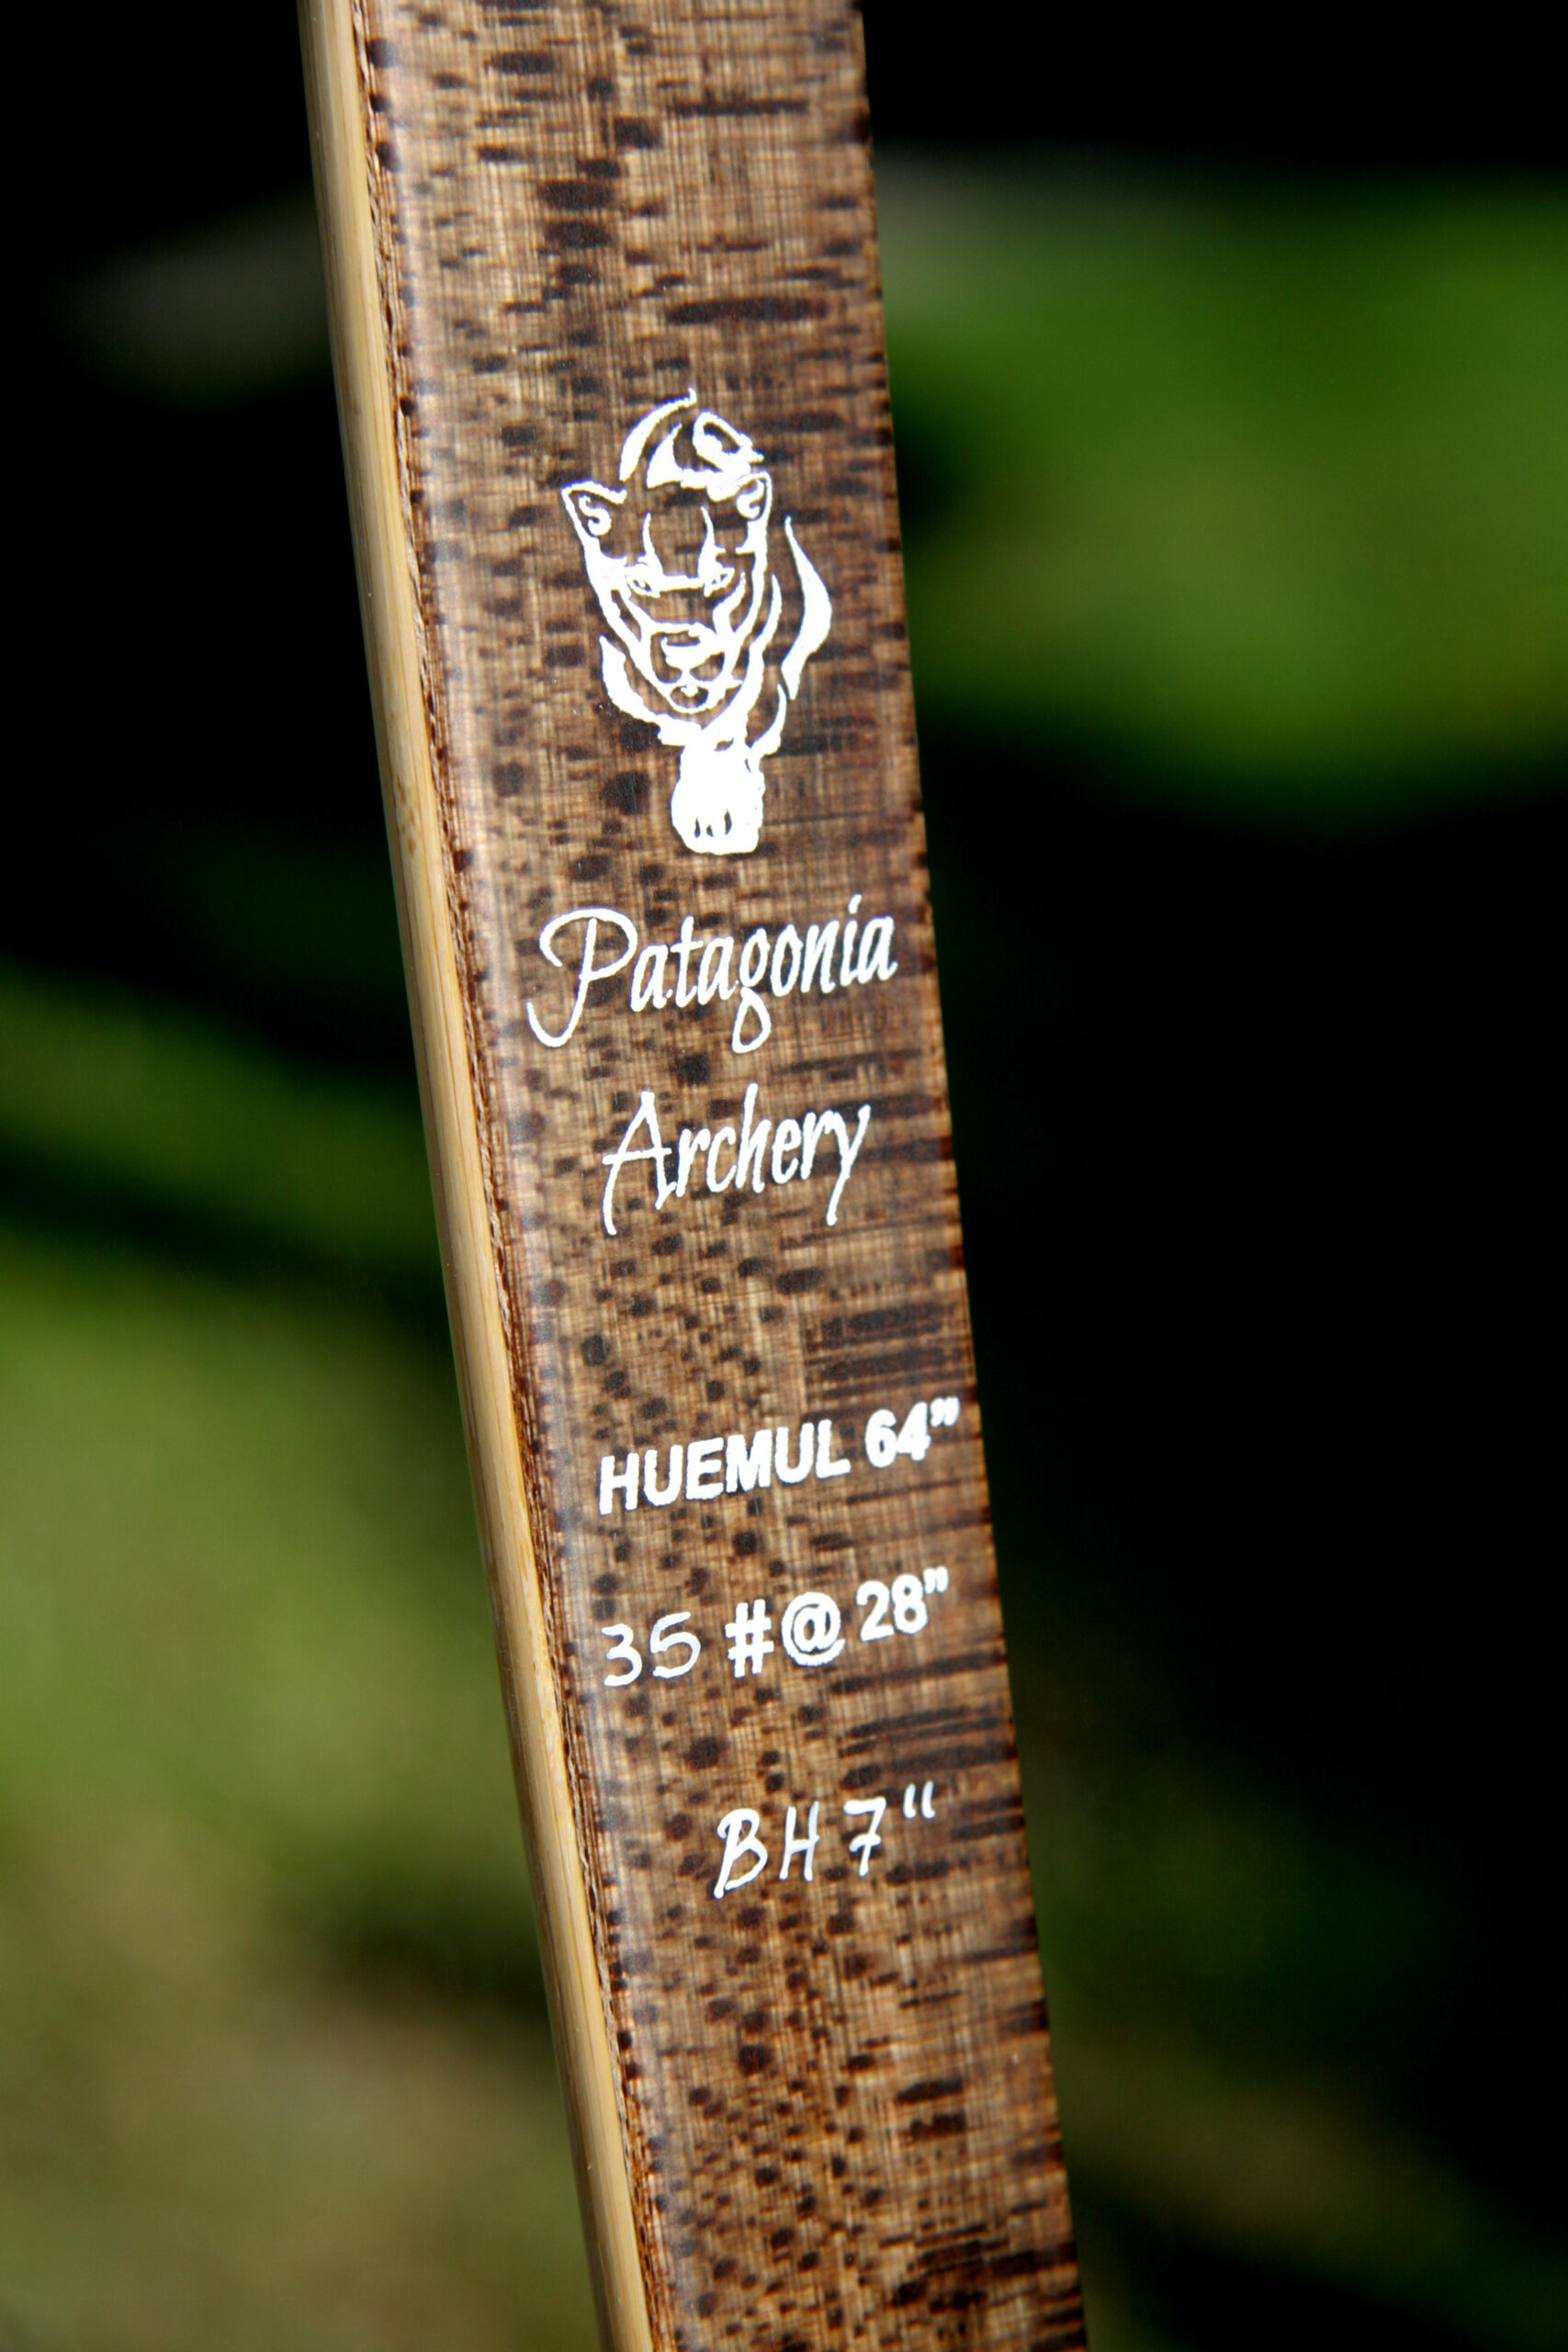 Patagonia
Archery
HUEMUL 64”
35 #@ 28”
BH 7“